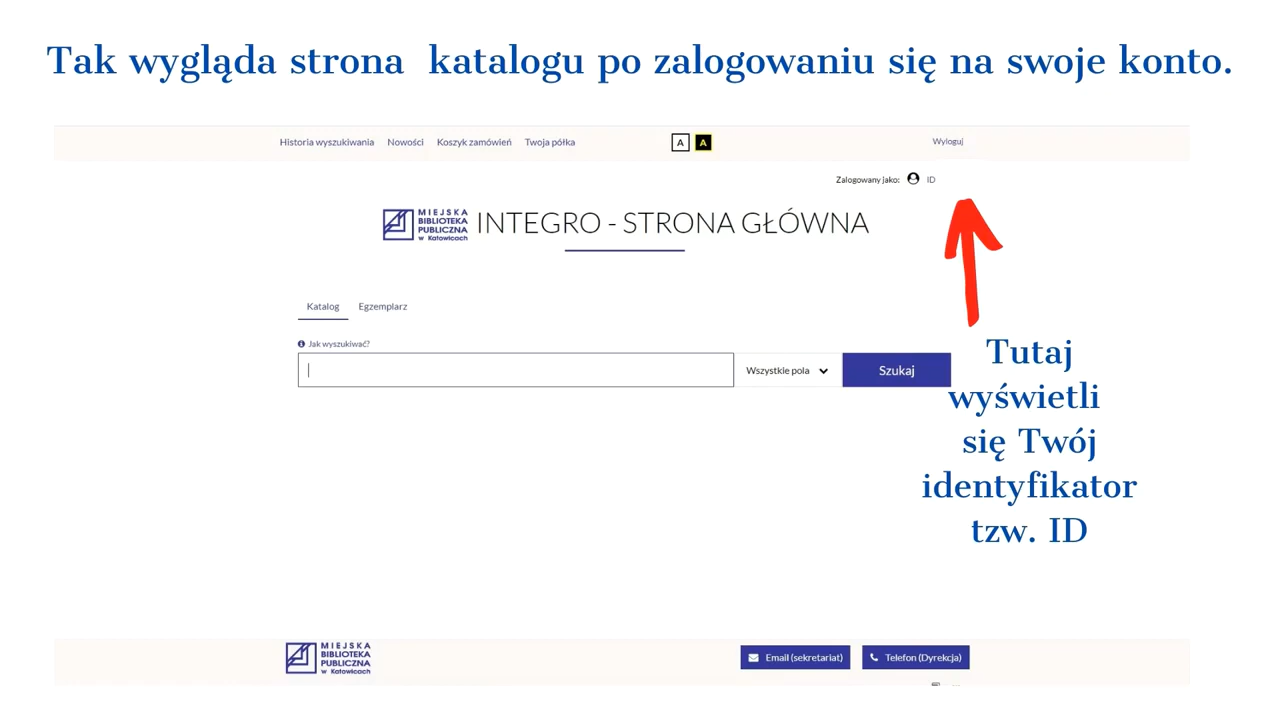 Tak wygląda strona katalogu po zalogowaniu się na swoje konto.
Historia wyszukiwania Nowości Koszyk zamówień Twoja półka A A Wyloguj
Zalogowany jako: ID
MIEJSKA
BIBLIOTEKA
PUBLICZNA
w Katowicach
INTEGRO - STRONA GŁÓWNA
Katalog Egzemplarz
Jak wyszukiwać?
Wszystkie pola Szukaj
Tutaj
wyświetli
się Twój
identyfikator
tzw. ID
MIEJSKA
BIBLIOTEKA
PUBLICZNA
w Katowicach
Email (sekretariat) Telefon (Dyrekcja)